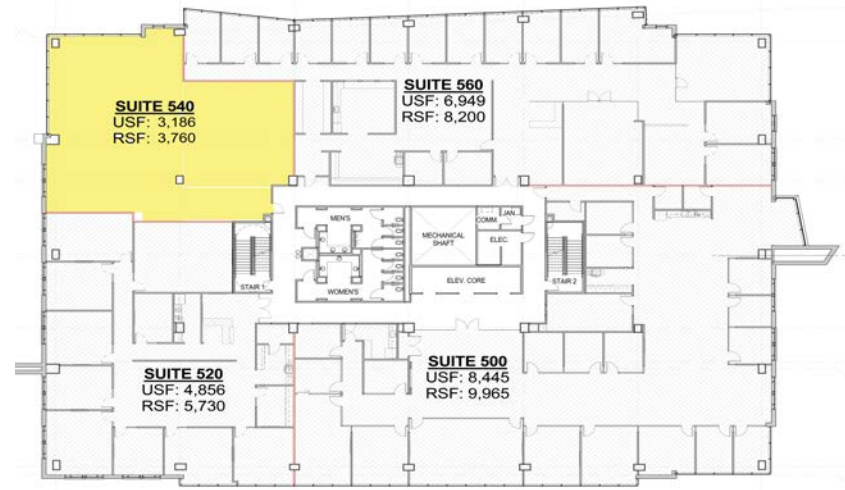 SUITE 540
USF: 3,186
RSF: 3,760
SUITE 560
USF: 6,949
RSF: 8,200
MEN'S
WOMEN'S
STAIR 1
MECHANICAL
SHAFT
COMM.
JAN.
ELEC.
ELEV. CORE
STAIR 2
SUITE 520
USF: 4,856
RSF: 5,730
SUITE 500
USF: 8,445
RSF: 9,965